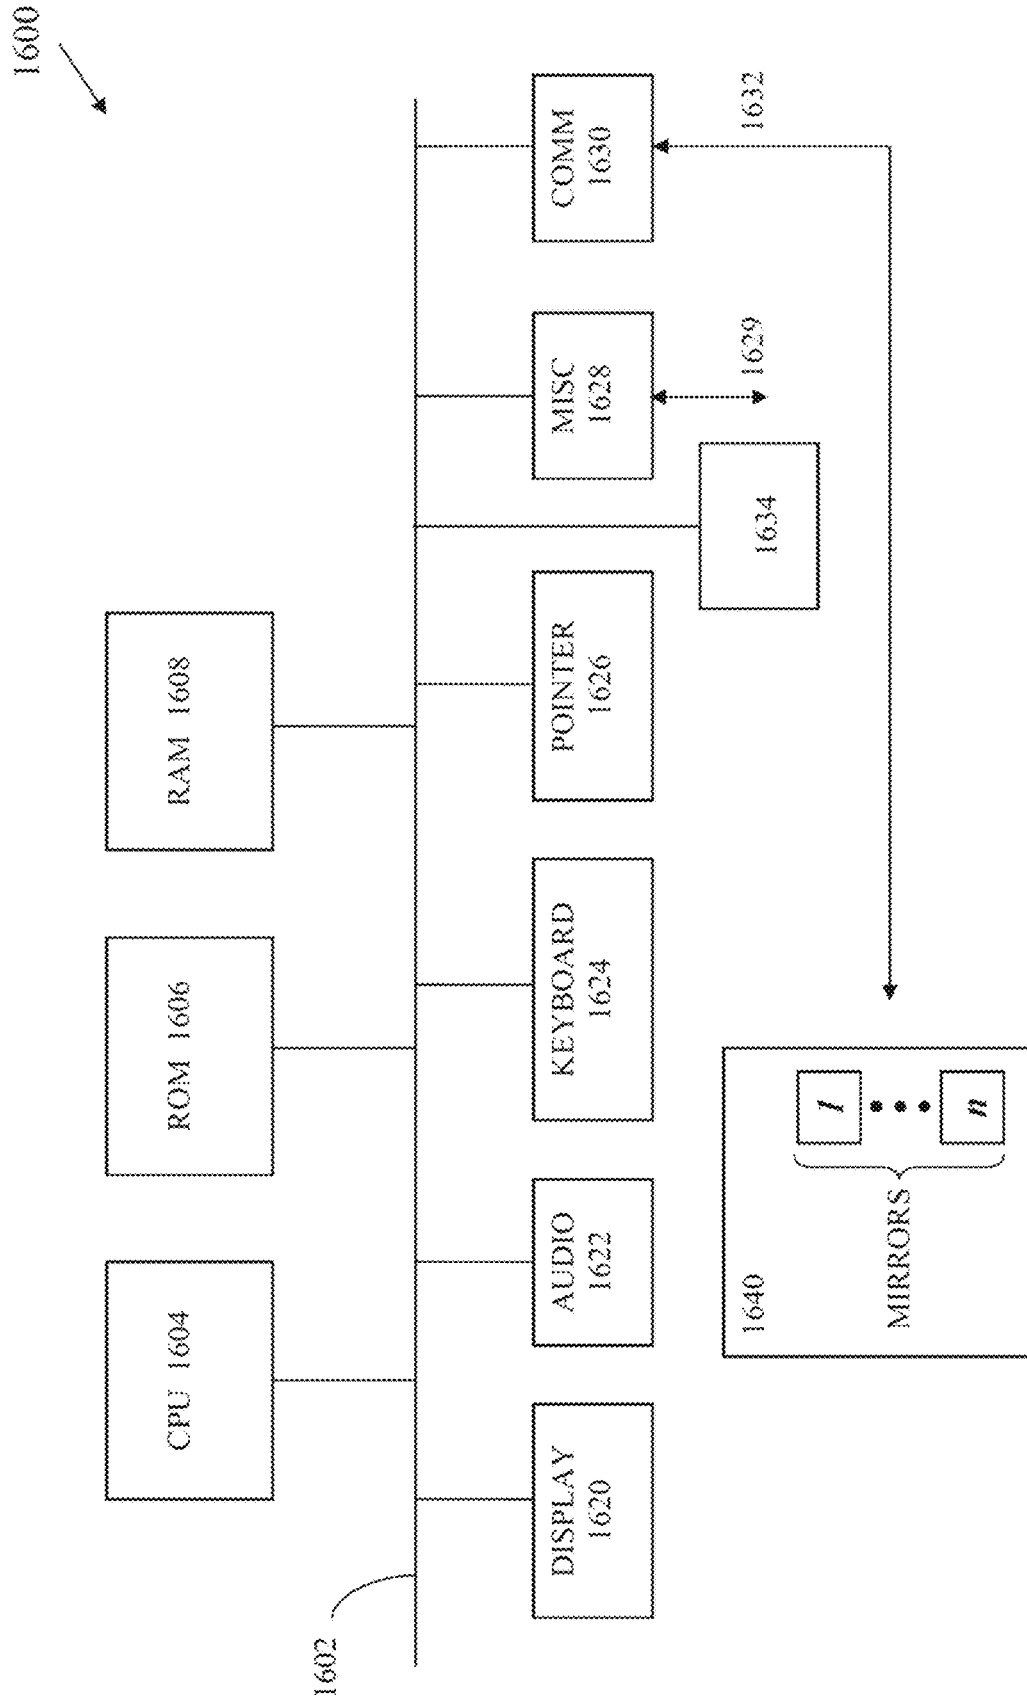 1600
CPU 1604
ROM 1606
RAM 1608
1602
DISPLAY
1620
AUDIO
1622
KEYBOARD
1624
POINTER
1626
MISC
1628
COMM
1630
1634
1629
1632
1640
MIRRORS
1
n